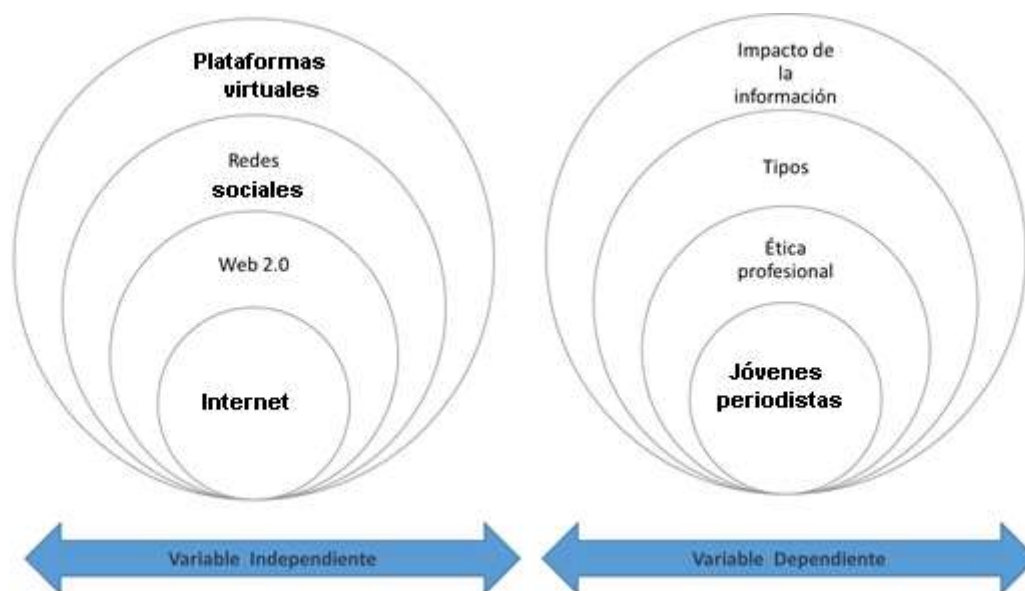 Plataformas
virtuales
Redes
sociales
Web 2.0
Internet
Variable Independiente
Impacto de
la
información
Tipos
Ética
profesional
Jóvenes
periodistas
Variable Dependiente